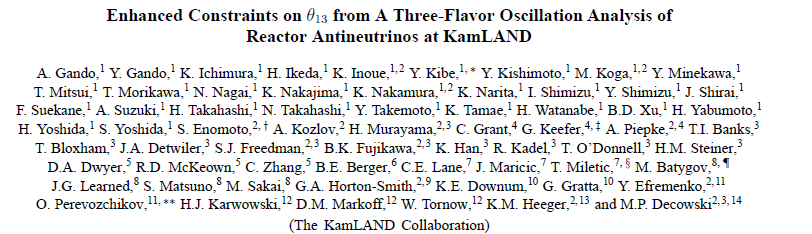 Enhanced Constraints on θ13 from A Three-Flavor Oscillation Analysis of
Reactor Antineutrinos at KamLAND
A. Gando,1 Y. Gando,1 K. Ichimura,1 H. Ikeda,1 K. Inoue,1,2 Y. Kibe,1,* Y. Kishimoto,1 M. Koga,1,2 Y. Minekawa,1
T. Mitsui,1 T. Morikawa,1 N. Nagai,1 K. Nakajima,1 K. Nakamura,1,2 K. Narita,1 I. Shimizu,1 Y. Shimizu,1 J. Shirai,1
F. Suekane,1 A. Suzuki,1 H. Takahashi,1 N. Takahashi,1 Y. Takemoto,1 K. Tamae,1 H. Watanabe,1 B.D. Xu,1 H. Yabumoto,1
H. Yoshida,1 S. Yoshida,1 S. Enomoto,2,† A. Kozlov,2 H. Murayama,2,3 C. Grant,4 G. Keefer,4,‡ A. Piepke,2,4 T.I. Banks,3
T. Bloxham,3 J.A. Detwiler,3 S.J. Freedman,2,3 B.K. Fujikawa,2,3 K. Han,3 R. Kadel,3 T. O'Donnell,3 H.M. Steiner,3
D.A. Dwyer,5 R.D. McKeown,5 C. Zhang,5 B.E. Berger,6 C.E. Lane,7 J. Maricic,7 T. Miletic,7,§ M. Batygov,8,¶
J.G. Learned,8 S. Matsuno,8 M. Sakai,8 G.A. Horton-Smith,2,9 K.E. Downum,10 G. Gratta,10 Y. Efremenko,2,11
O. Perevozchikov,11,** H.J. Karwowski,12 D.M. Markoff,12 W. Tornow,12 K.M. Heeger,2,13 and M.P. Decowski2,3,14
(The KamLAND Collaboration)